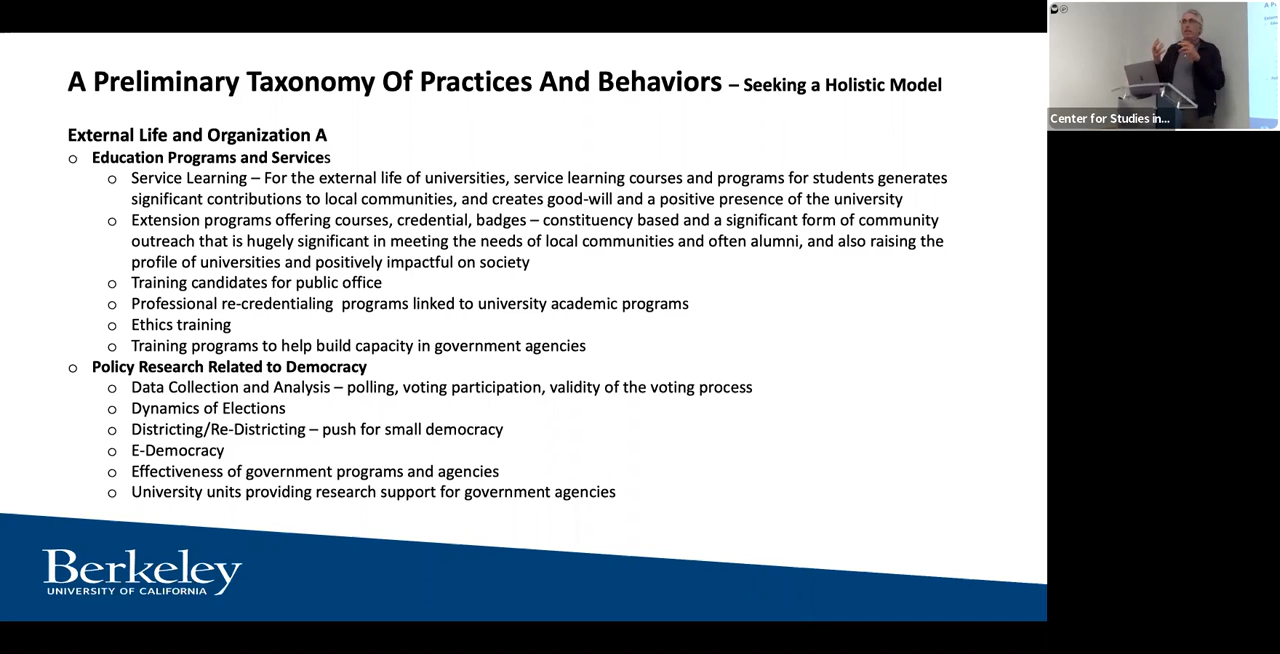 A Preliminary Taxonomy Of Practices And Behaviors – Seeking a Holistic Model
External Life and Organization A
o Education Programs and Services
o Service Learning – For the external life of universities, service learning courses and programs for students generates
significant contributions to local communities, and creates good-will and a positive presence of the university
o Extension programs offering courses, credential, badges – constituency based and a significant form of community
outreach that is hugely significant in meeting the needs of local communities and often alumni, and also raising the
profile of universities and positively impactful on society
o Training candidates for public office
o Professional re-credentialing programs linked to university academic programs
o Ethics training
o Training programs to help build capacity in government agencies
o Policy Research Related to Democracy
o Data Collection and Analysis – polling, voting participation, validity of the voting process
o Dynamics of Elections
o Districting/Re-Districting – push for small democracy
o E-Democracy
o Effectiveness of government programs and agencies
o University units providing research support for government agencies
Berkeley
UNIVERSITY OF CALIFORNIA
Center for Studies in...